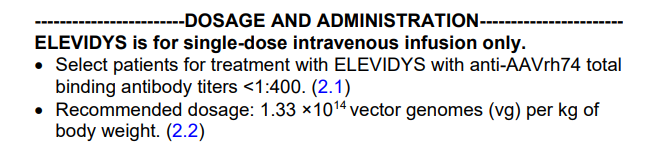 -----------------------DOSAGE AND ADMINISTRATION----------------------
ELEVIDYS is for single-dose intravenous infusion only.
• Select patients for treatment with ELEVIDYS with anti-AAVrh74 total
binding antibody titers <1:400. (2.1)
• Recommended dosage: 1.33 ×10¹⁴ vector genomes (vg) per kg of
body weight. (2.2)